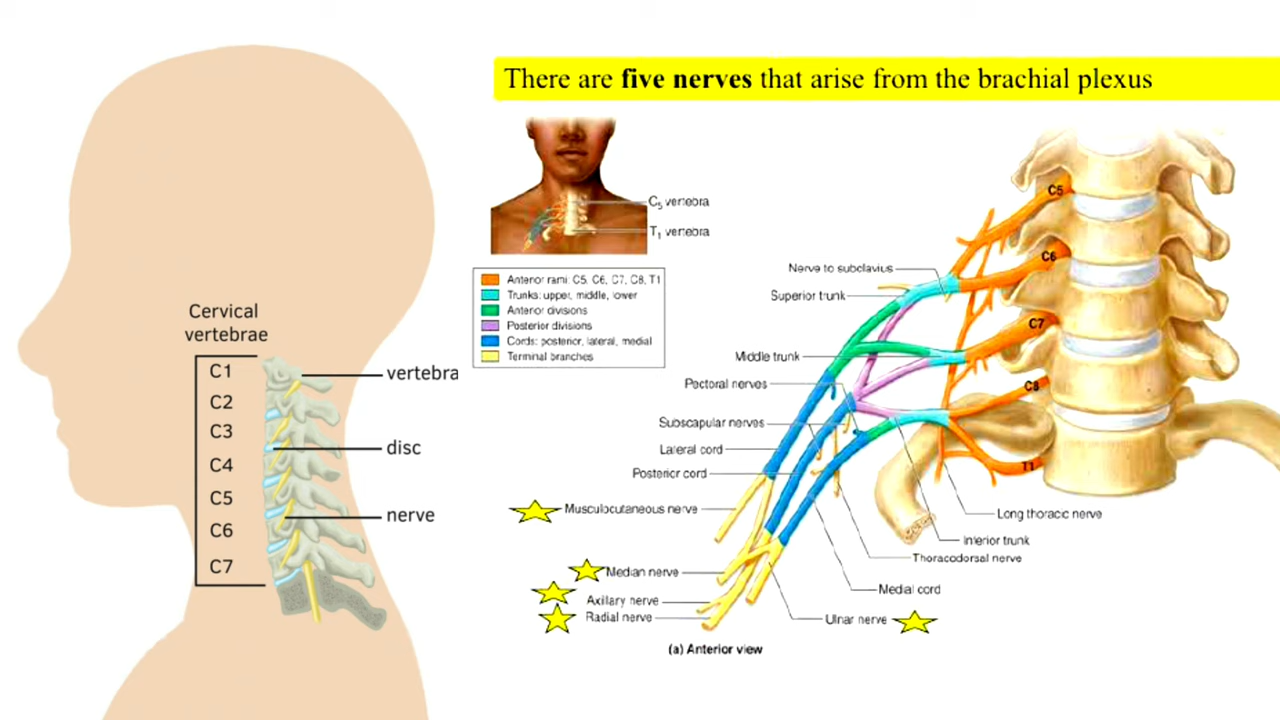 There are five nerves that arise from the brachial plexus
Cervical
vertebrae
C1
C2
C3
C4
C5
C6
C7
vertebra
disc
nerve
C5 vertebra
T1 vertebra
Anterior rami: C5, C6, C7, C8, T1
Trunks: upper, middle, lower
Anterior divisions
Posterior divisions
Cords: posterior, lateral, medial
Terminal branches
C5
C6
C7
C8
T1
Nerve to subclavius
Superior trunk
Middle trunk
Pectoral nerves
Subscapular nerves
Lateral cord
Posterior cord
Musculocutaneous nerve
Median nerve
Axillary nerve
Radial nerve
Long thoracic nerve
Inferior trunk
Thoracodorsal nerve
Medial cord
Ulnar nerve
(a) Anterior view